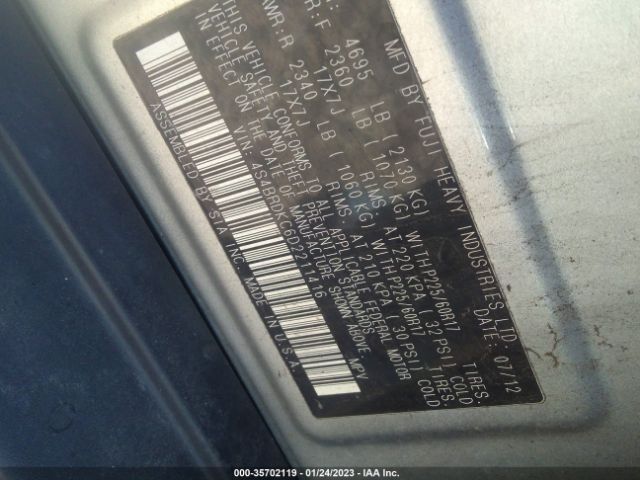 MFD BY FUJI HEAVY INDUSTRIES LTD. DATE: 07/12
4695 LB ( 2130 KG) TIRES.
F 2360 LB ( 1070 KG) WITH P225/60R17
17X7J RIMS AT 220 KPA ( 32 PSI) COLD
R 2340 LB ( 1060 KG) WITH P225/60R17 TIRES.
17X7J RIMS AT 210 KPA ( 30 PSI) COLD
THIS VEHICLE CONFORMS TO ALL APPLICABLE FEDERAL MOTOR
VEHICLE SAFETY AND THEFT PREVENTION STANDARDS
IN EFFECT ON THE DATE OF MANUFACTURE SHOWN ABOVE.
MPV
ASSEMBLED BY SIA, INC. MADE IN U.S.A.
000-35702119 - 01/24/2023 - IAA Inc.